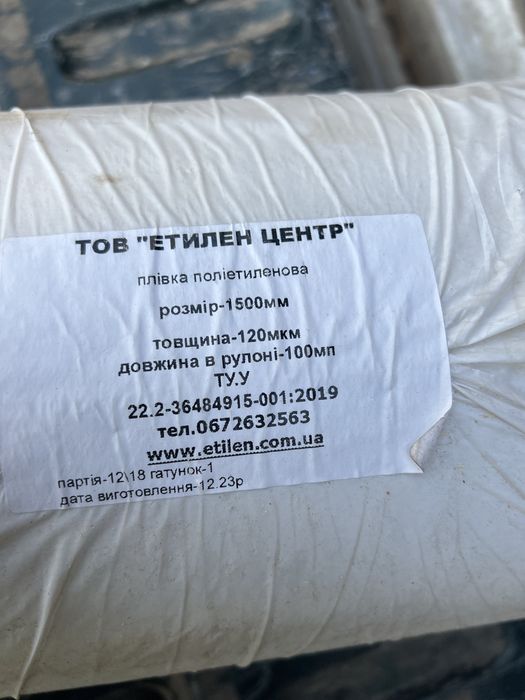 ТОВ "ЕТИЛЕН ЦЕНТР"
плівка поліетиленова
розмір-1500мм
товщина-120мкм
довжина в рулоні-100мп
ТУ.У
22.2-36484915-001:2019
тел.0672632563
www.etilen.com.ua
партія-12\18 гатунок-1
дата виготовлення-12.23р